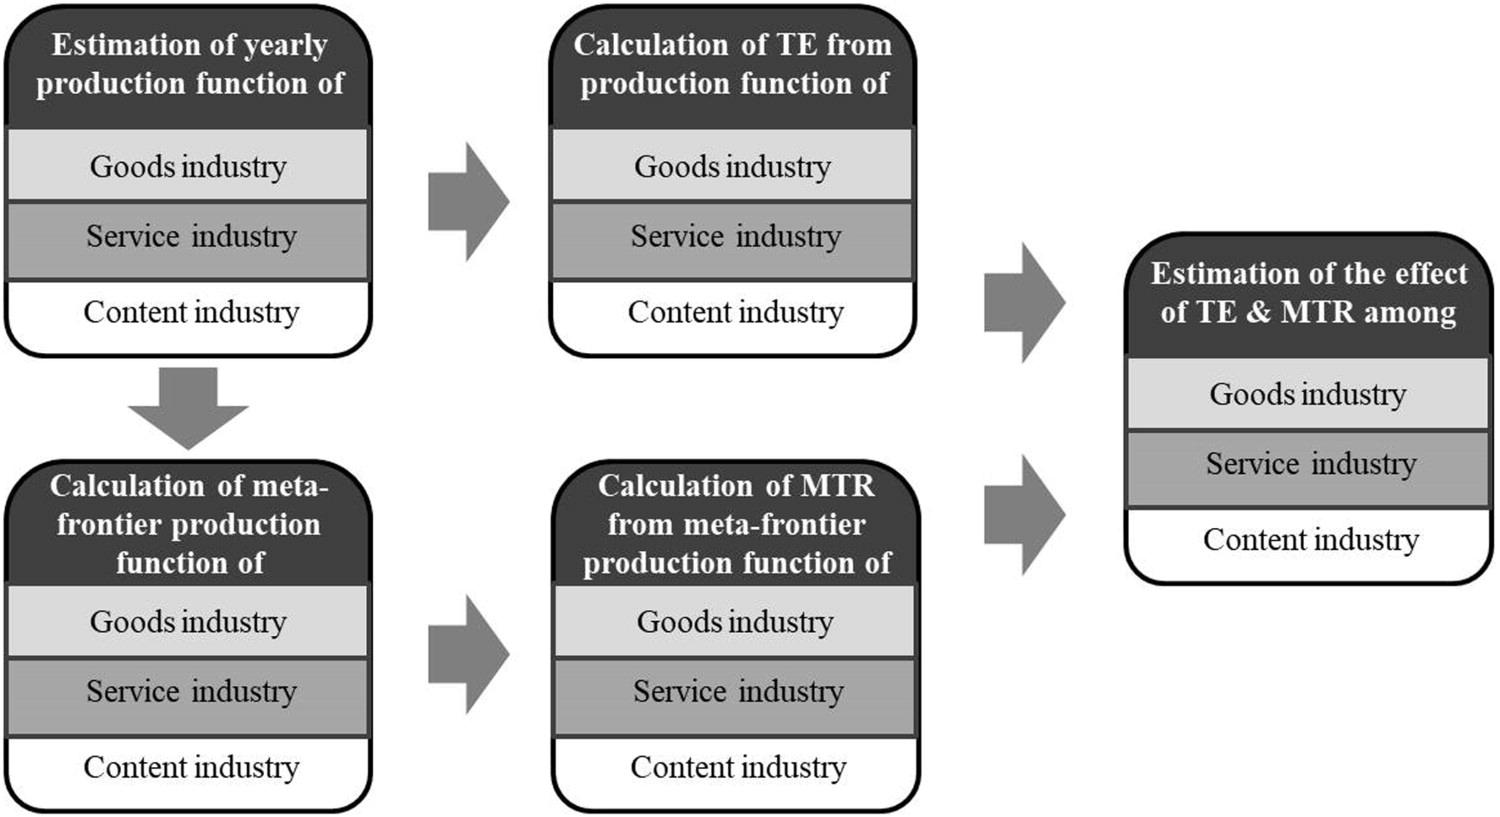 Estimation of yearly
production function of
Goods industry
Service industry
Content industry
Calculation of TE from
production function of
Goods industry
Service industry
Content industry
Calculation of meta-
frontier production
function of
Goods industry
Service industry
Content industry
Calculation of MTR
from meta-frontier
production function of
Goods industry
Service industry
Content industry
Estimation of the effect
of TE & MTR among
Goods industry
Service industry
Content industry